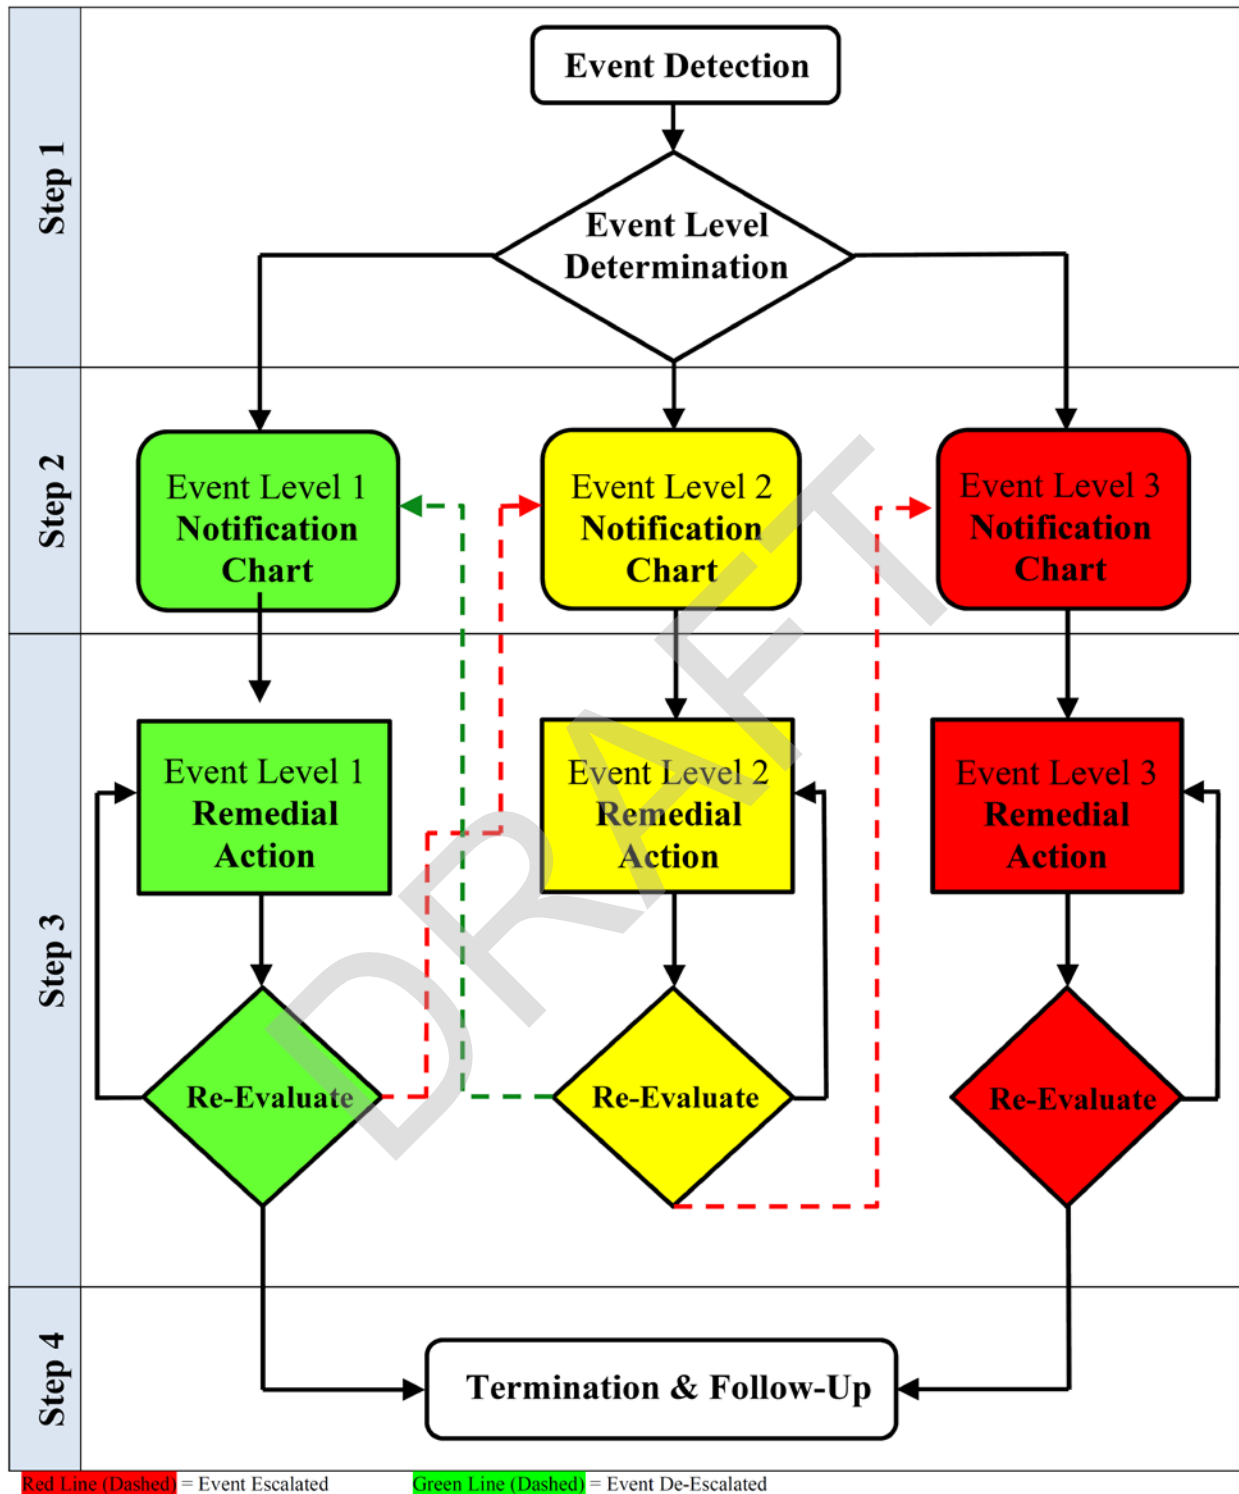 Step 1
Event Detection
Event Level
Determination
Step 2
Event Level 1
Notification
Chart
Event Level 2
Notification
Chart
Event Level 3
Notification
Chart
Step 3
Event Level 1
Remedial
Action
Event Level 2
Remedial
Action
Event Level 3
Remedial
Action
Re-Evaluate
Re-Evaluate
Re-Evaluate
DRAFT
Step 4
Termination & Follow-Up
Red Line (Dashed) = Event Escalated
Green Line (Dashed) = Event De-Escalated